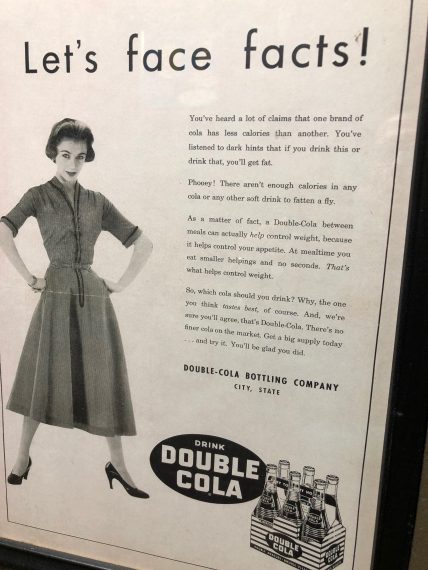 Let's face facts!
You've heard a lot of claims that one brand of
cola has less calories than another. You've
listened to dark hints that if you drink this or
drink that, you'll get fat.
Phooey! There aren't enough calories in any
cola or any other soft drink to fatten a fly.
As a matter of fact, a Double-Cola between
meals can actually help control weight, because
it helps control your appetite. At mealtime you
eat smaller helpings and no seconds. That's
what helps control weight.
So, which cola should you drink? Why, the one
you think tastes best, of course. And, we're
sure you'll agree, that's Double-Cola. There's no
finer cola on the market. Get a big supply today
. . . and try it. You'll be glad you did.
DOUBLE-COLA BOTTLING COMPANY
CITY, STATE
DRINK
DOUBLE
COLA
DOUBLE
COLA